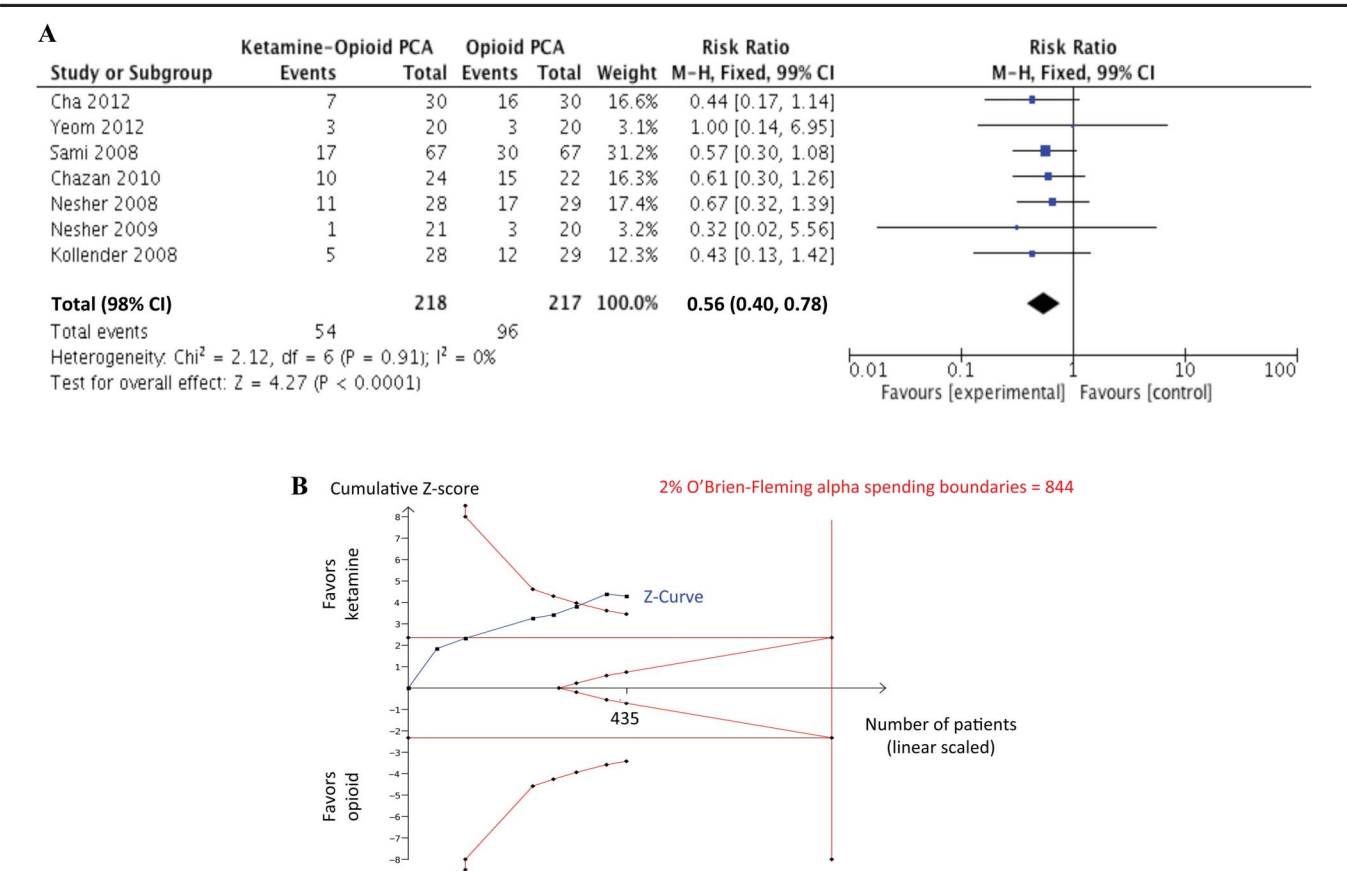 A
Ketamine-Opioid PCA Opioid PCA Risk Ratio Risk Ratio
Study or Subgroup Events Total Events Total Weight M-H, Fixed, 99% CI M-H, Fixed, 99% CI
Cha 2012 7 30 16 30 16.6% 0.44 [0.17, 1.14]
Yeom 2012 3 20 3 20 3.1% 1.00 [0.14, 6.95]
Sami 2008 17 67 30 67 31.2% 0.57 [0.30, 1.08]
Chazan 2010 10 24 15 22 16.3% 0.61 [0.30, 1.26]
Nesher 2008 11 28 17 29 17.4% 0.67 [0.32, 1.39]
Nesher 2009 1 21 3 20 3.2% 0.32 [0.02, 5.56]
Kollender 2008 5 28 12 29 12.3% 0.43 [0.13, 1.42]
Total (98% CI) 218 217 100.0% 0.56 (0.40, 0.78)
Total events 54 96
Heterogeneity: Chi² = 2.12, df = 6 (P = 0.91); I² = 0%
Test for overall effect: Z = 4.27 (P < 0.0001)
0.01 0.1 1 10 100
Favours [experimental] Favours [control]
B Cumulative Z-score 2% O'Brien-Fleming alpha spending boundaries = 844
8
7
6
5
4
3
2
1
-1
-2
-3
-4
-5
-6
-7
-8
Favors
ketamine
Z-Curve
435
Number of patients
(linear scaled)
Favors
opioid